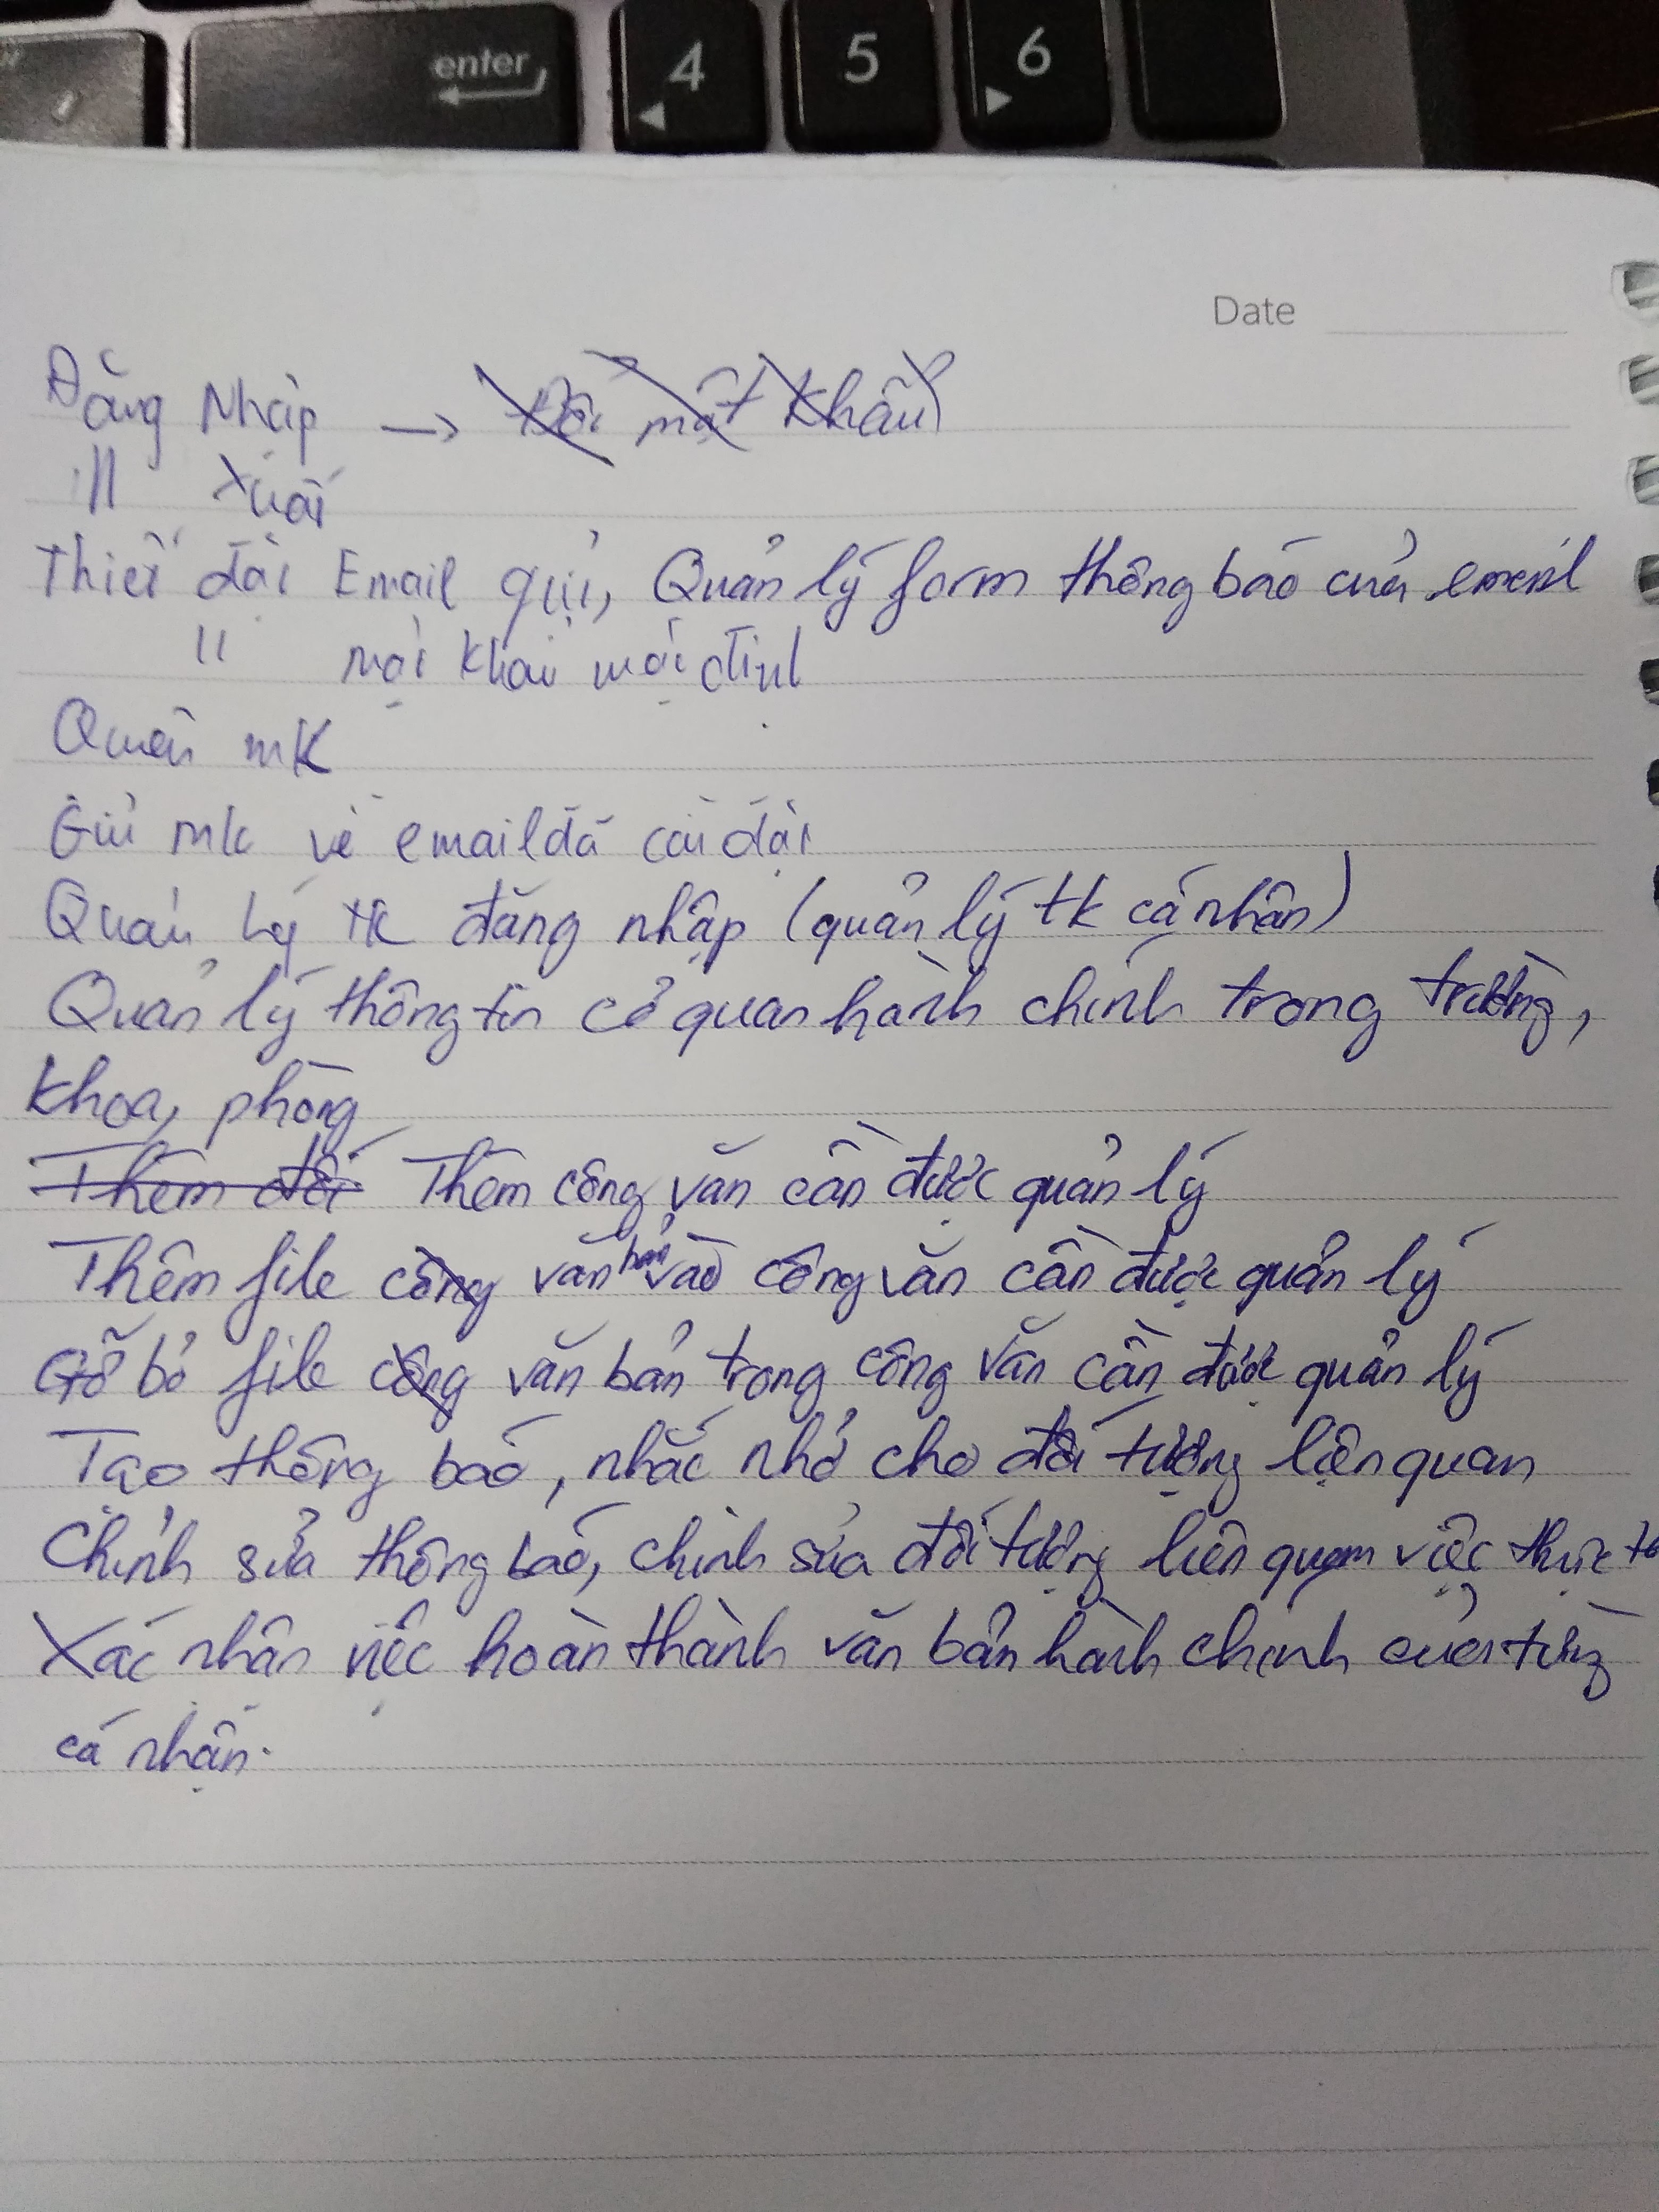 enter
4 5 6
Date
Đăng Nhập → Đổi mật khẩu
" Xuất
Thiết đặt Email gửi, Quản lý form thông báo của email
" mật khẩu mặc định
Quên mk
Gửi mk về email đã cài đặt
Quản lý tk đăng nhập (quản lý tk cá nhân)
Quản lý thông tin cơ quan hành chính trong trường,
khoa, phòng
Thêm đối Thêm công văn cần được quản lý
Thêm file công văn bản vào công văn cần được quản lý
Gỡ bỏ file công văn bản trong công văn cần được quản lý
Tạo thông báo, nhắc nhở cho đối tượng liên quan
Chỉnh sửa thông báo, chỉnh sửa đối tượng liên quan việc thực
Xác nhận việc hoàn thành văn bản hành chính của từng
cá nhân.